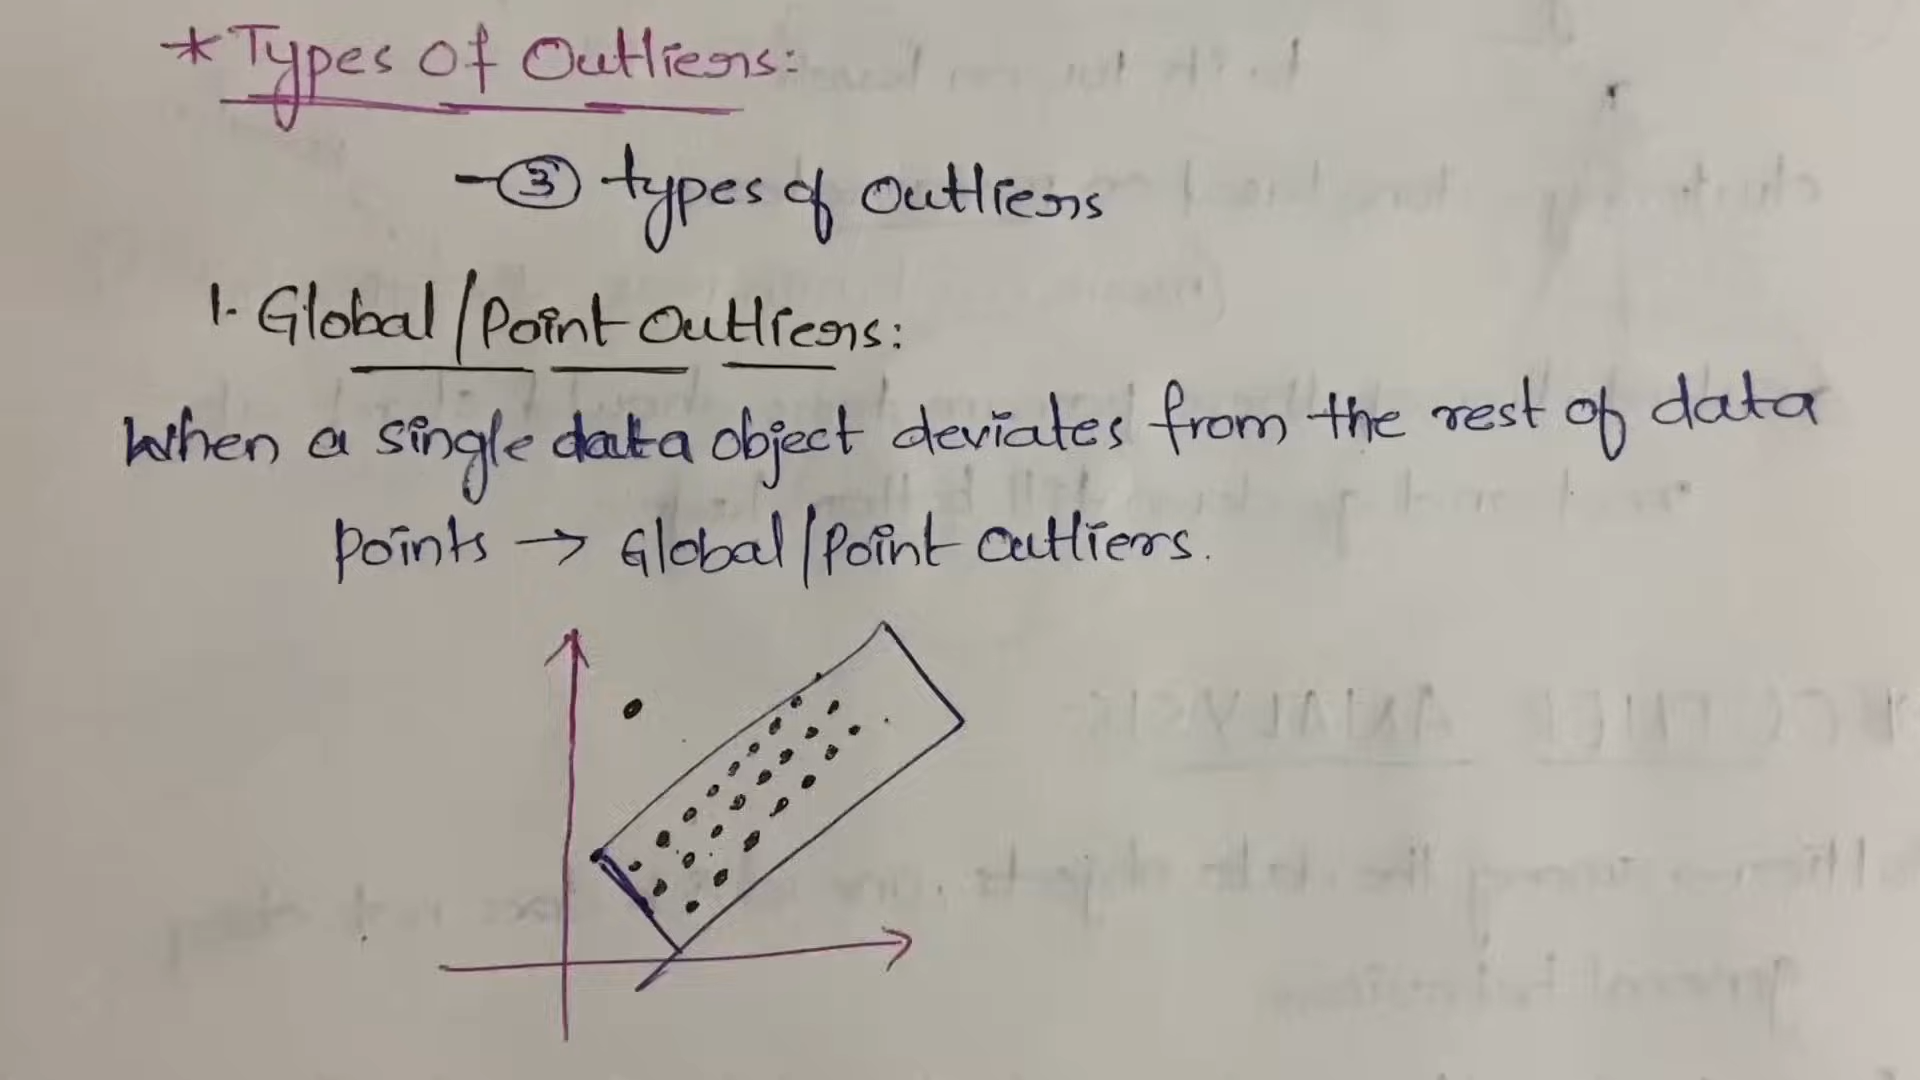 * Types of Outliers:
- ③ types of outliers
1. Global/Point Outliers:
When a single data object deviates from the rest of data
points → Global/Point outliers.